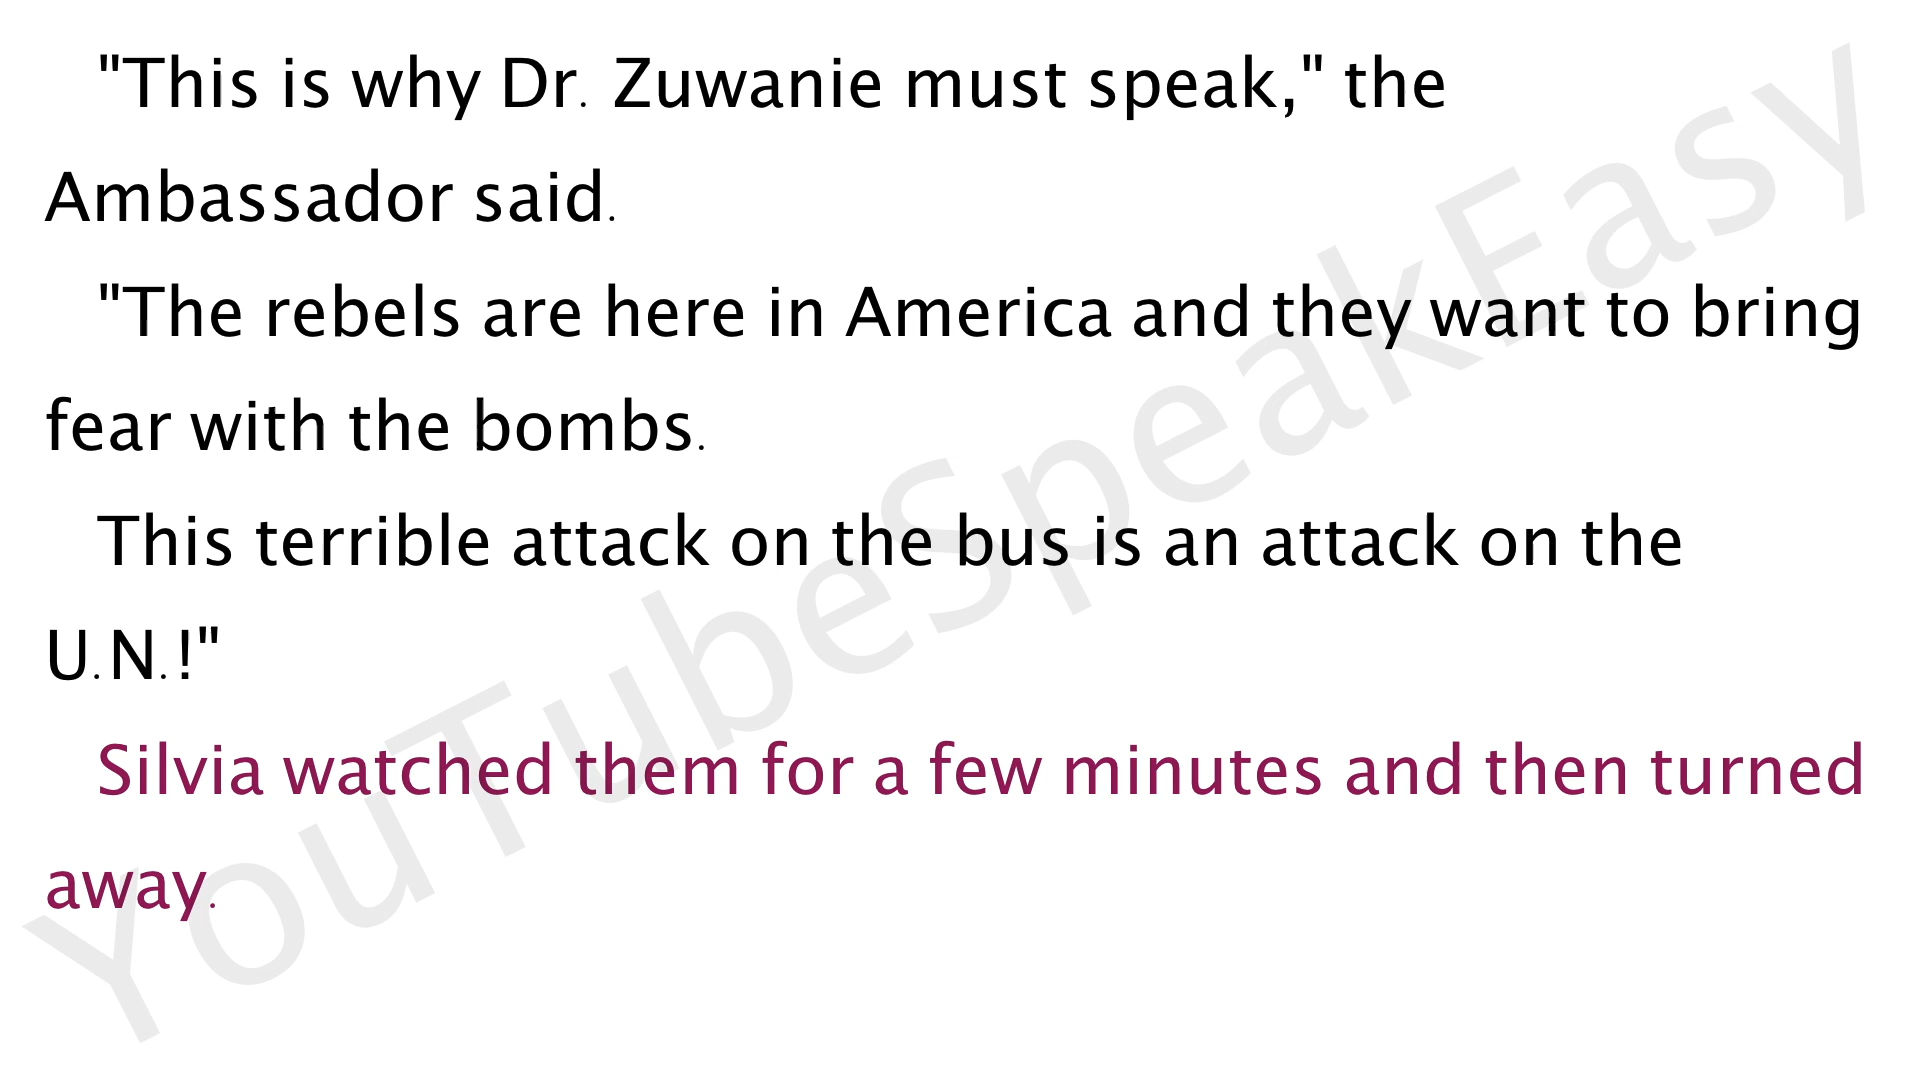 "This is why Dr. Zuwanie must speak," the
Ambassador said.
"The rebels are here in America and they want to bring
fear with the bombs.
This terrible attack on the bus is an attack on the
U.N.!"
Silvia watched them for a few minutes and then turned
away.
YouTubeSpeakEasy